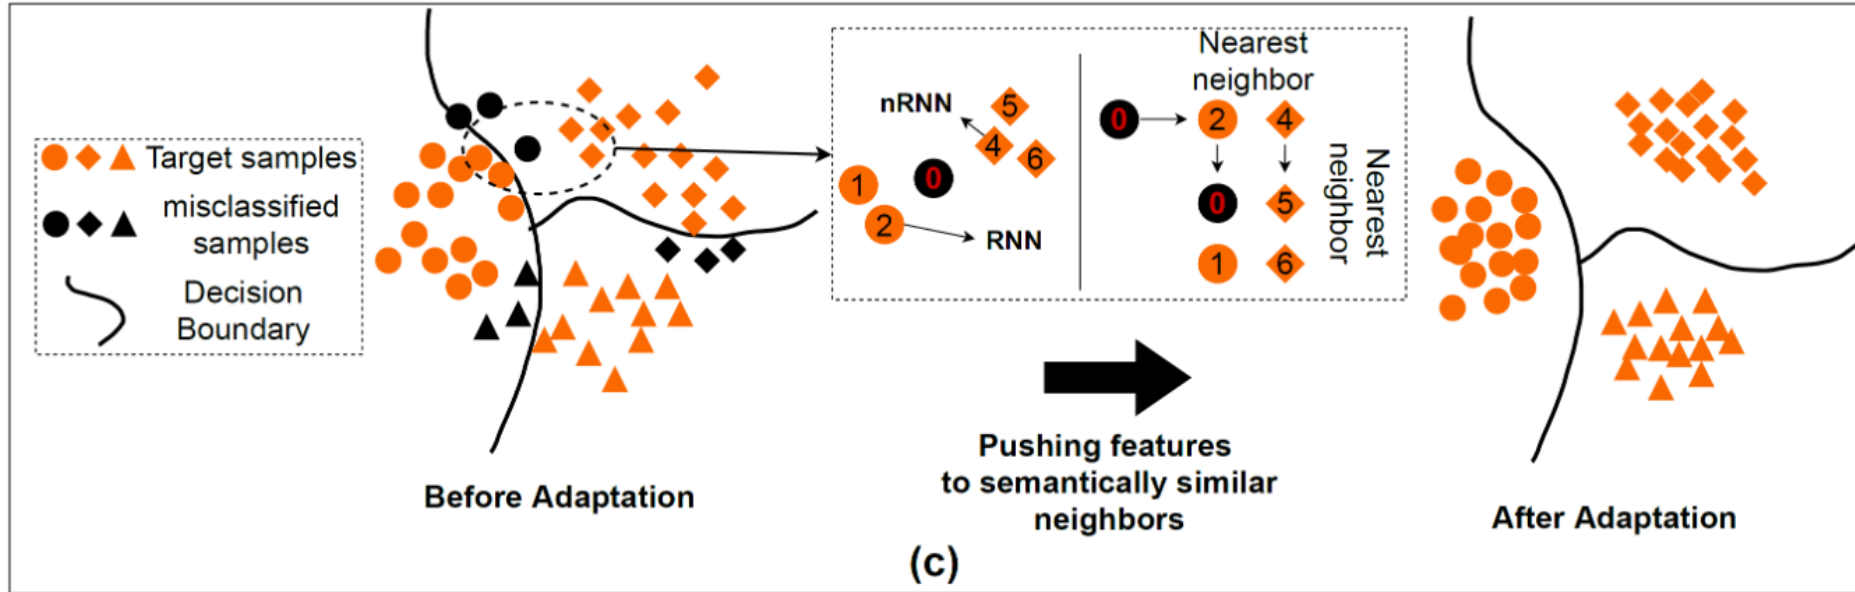 Target samples
misclassified
samples
Decision
Boundary
Before Adaptation
nRNN
5
4
6
1
0
2
RNN
Nearest
neighbor
0
2
4
0
5
1
6
Nearest
neighbor
Pushing features
to semantically similar
neighbors
After Adaptation
(c)